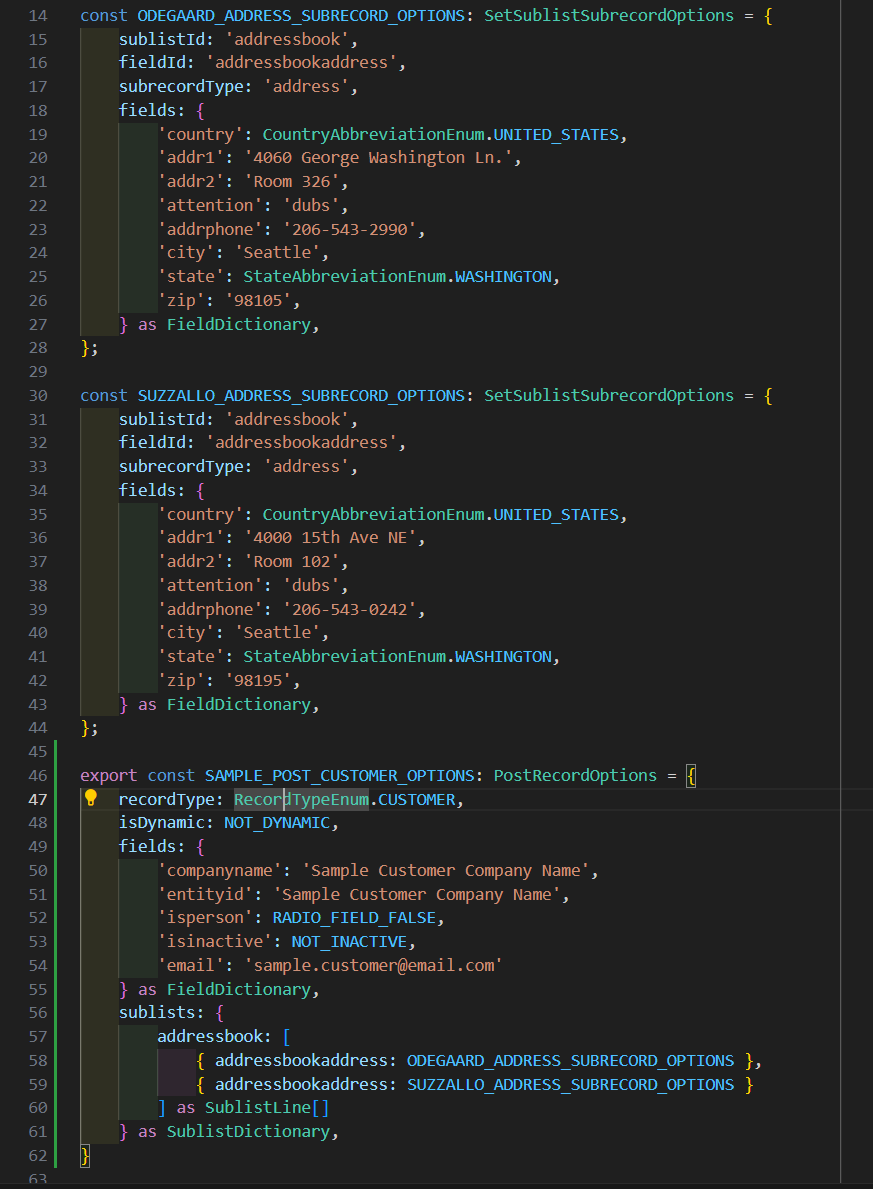 14 const ODEGAARD_ADDRESS_SUBRECORD_OPTIONS: SetSublistSubrecordOptions = {
15 sublistId: 'addressbook',
16 fieldId: 'addressbookaddress',
17 subrecordType: 'address',
18 fields: {
19 'country': CountryAbbreviationEnum.UNITED_STATES,
20 'addr1': '4060 George Washington Ln.',
21 'addr2': 'Room 326',
22 'attention': 'dubs',
23 'addrphone': '206-543-2990',
24 'city': 'Seattle',
25 'state': StateAbbreviationEnum.WASHINGTON,
26 'zip': '98105',
27 } as FieldDictionary,
28 };
29
30 const SUZZALLO_ADDRESS_SUBRECORD_OPTIONS: SetSublistSubrecordOptions = {
31 sublistId: 'addressbook',
32 fieldId: 'addressbookaddress',
33 subrecordType: 'address',
34 fields: {
35 'country': CountryAbbreviationEnum.UNITED_STATES,
36 'addr1': '4000 15th Ave NE',
37 'addr2': 'Room 102',
38 'attention': 'dubs',
39 'addrphone': '206-543-0242',
40 'city': 'Seattle',
41 'state': StateAbbreviationEnum.WASHINGTON,
42 'zip': '98195',
43 } as FieldDictionary,
44 };
45
46 export const SAMPLE_POST_CUSTOMER_OPTIONS: PostRecordOptions = {
47 recordType: RecordTypeEnum.CUSTOMER,
48 isDynamic: NOT_DYNAMIC,
49 fields: {
50 'companyname': 'Sample Customer Company Name',
51 'entityid': 'Sample Customer Company Name',
52 'isperson': RADIO_FIELD_FALSE,
53 'isinactive': NOT_INACTIVE,
54 'email': 'sample.customer@email.com'
55 } as FieldDictionary,
56 sublists: {
57 addressbook: [
58 { addressbookaddress: ODEGAARD_ADDRESS_SUBRECORD_OPTIONS },
59 { addressbookaddress: SUZZALLO_ADDRESS_SUBRECORD_OPTIONS }
60 ] as SublistLine[]
61 } as SublistDictionary,
62 }
63